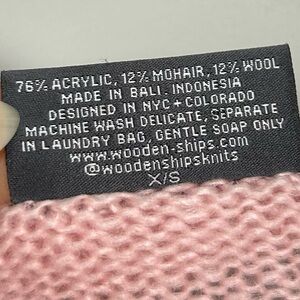 76% ACRYLIC, 12% MOHAIR, 12% WOOL
MADE IN BALI. INDONESIA
DESIGNED IN NYC + COLORADO
MACHINE WASH DELICATE, SEPARATE
IN LAUNDRY BAG, GENTLE SOAP ONLY
www.wooden-ships.com
@woodenshipsknits
X/S